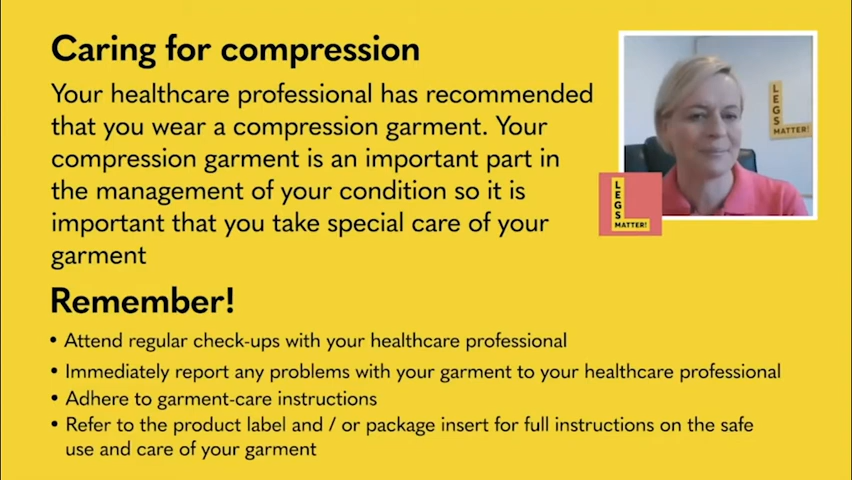 Caring for compression
Your healthcare professional has recommended
that you wear a compression garment. Your
compression garment is an important part in
the management of your condition so it is
important that you take special care of your
garment
LEGS
MATTER!
LEGS
MATTER!
Remember!
• Attend regular check-ups with your healthcare professional
• Immediately report any problems with your garment to your healthcare professional
• Adhere to garment-care instructions
• Refer to the product label and / or package insert for full instructions on the safe
use and care of your garment